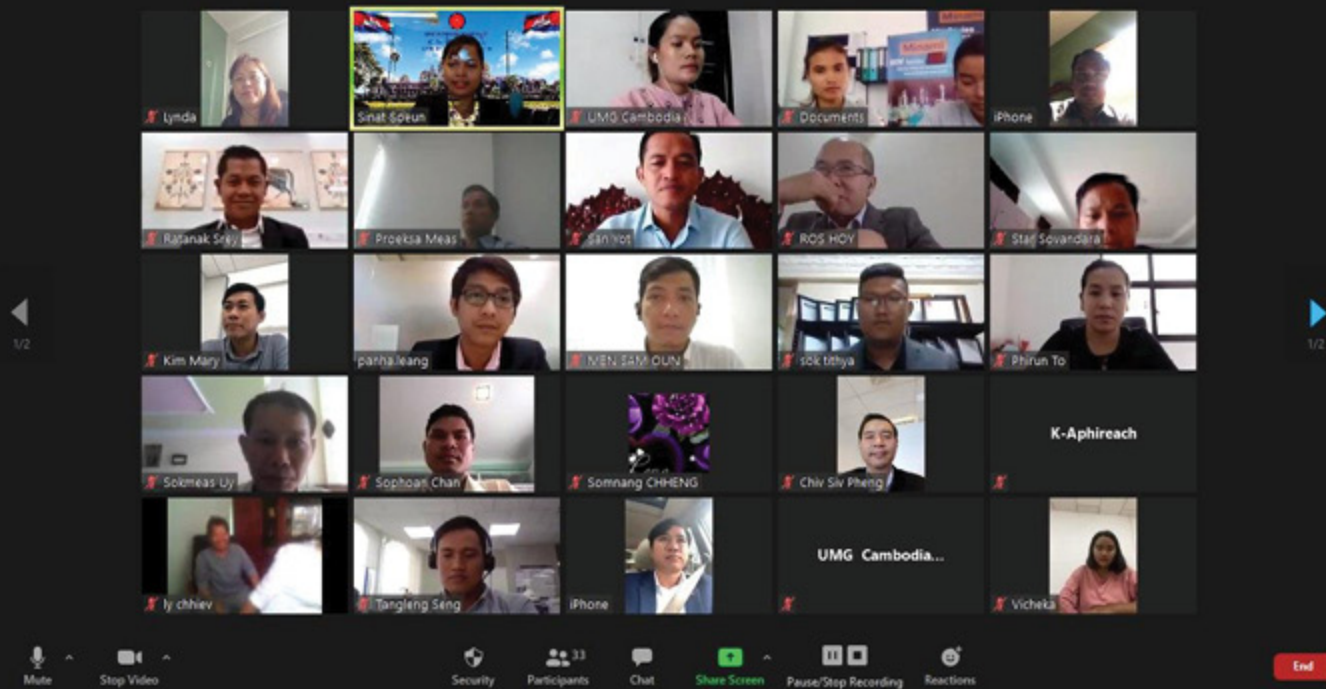 Lynda
Sinat Soeun
UMG Cambodia
Documents
Minami
iPhone
Ratanak Srey
Proeksa Meas
San Yot
ROS HOY
Star Sovandara
Kim Mary
panha.leang
MEN SAM OUN
sok tithya
Phirun To
1/2
1/2
Sokmeas Uy
Sophoan Chan
Somnang CHHENG
Chiv Siv Pheng
K-Aphireach
ly chhiev
Tangleng Seng
iPhone
UMG Cambodia...
Vicheka
Mute
Stop Video
Security
Participants
33
Chat
Share Screen
Pause/Stop Recording
Reactions
End